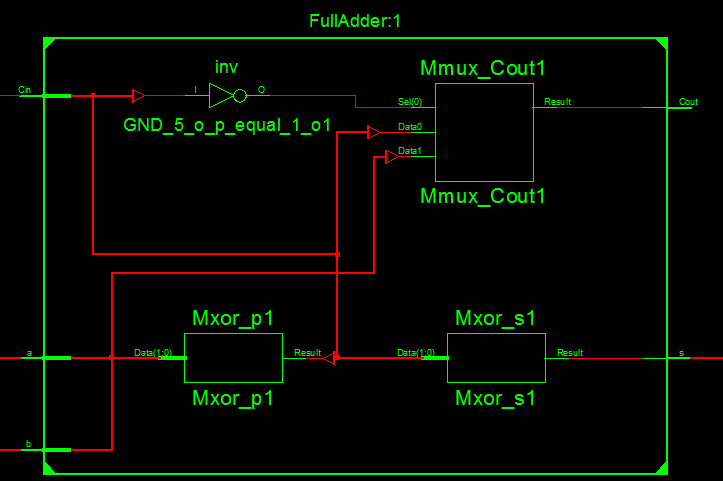 FullAdder:1
inv
Mmux_Cout1
Cin
I
O
Sel(0)
Result
Cout
GND_5_o_p_equal_1_o1
Data0
Data1
Mmux_Cout1
Mxor_p1
Mxor_s1
a
Data(1:0)
Result
Data(1:0)
Result
s
Mxor_p1
Mxor_s1
b